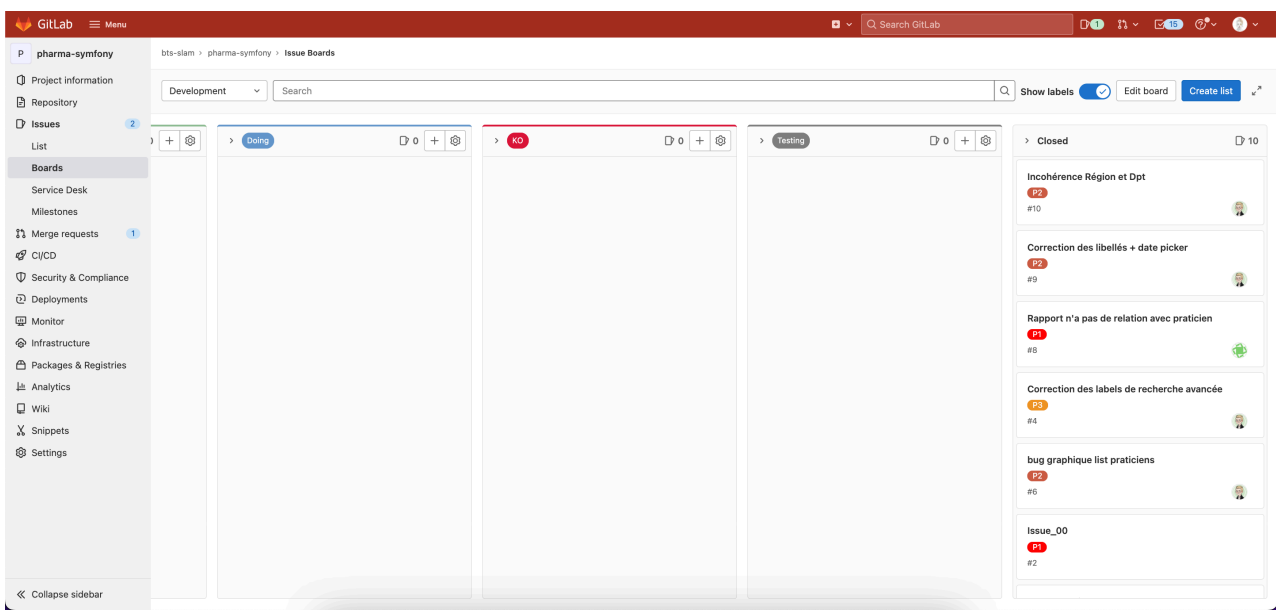 GitLab Menu Search GitLab 1 15
P pharma-symfony
bts-slam › pharma-symfony › Issue Boards
Project information
Repository
Issues 2
List
Boards
Service Desk
Milestones
Merge requests 1
CI/CD
Security & Compliance
Deployments
Monitor
Infrastructure
Packages & Registries
Analytics
Wiki
Snippets
Settings
Collapse sidebar
Development Search Show labels Edit board Create list
Doing 0
KO 0
Testing 0
Closed 10
Incohérence Région et Dpt
P2
#10
Correction des libellés + date picker
P2
#9
Rapport n'a pas de relation avec praticien
P1
#8
Correction des labels de recherche avancée
P3
#4
bug graphique list praticiens
P2
#6
Issue_00
P1
#2